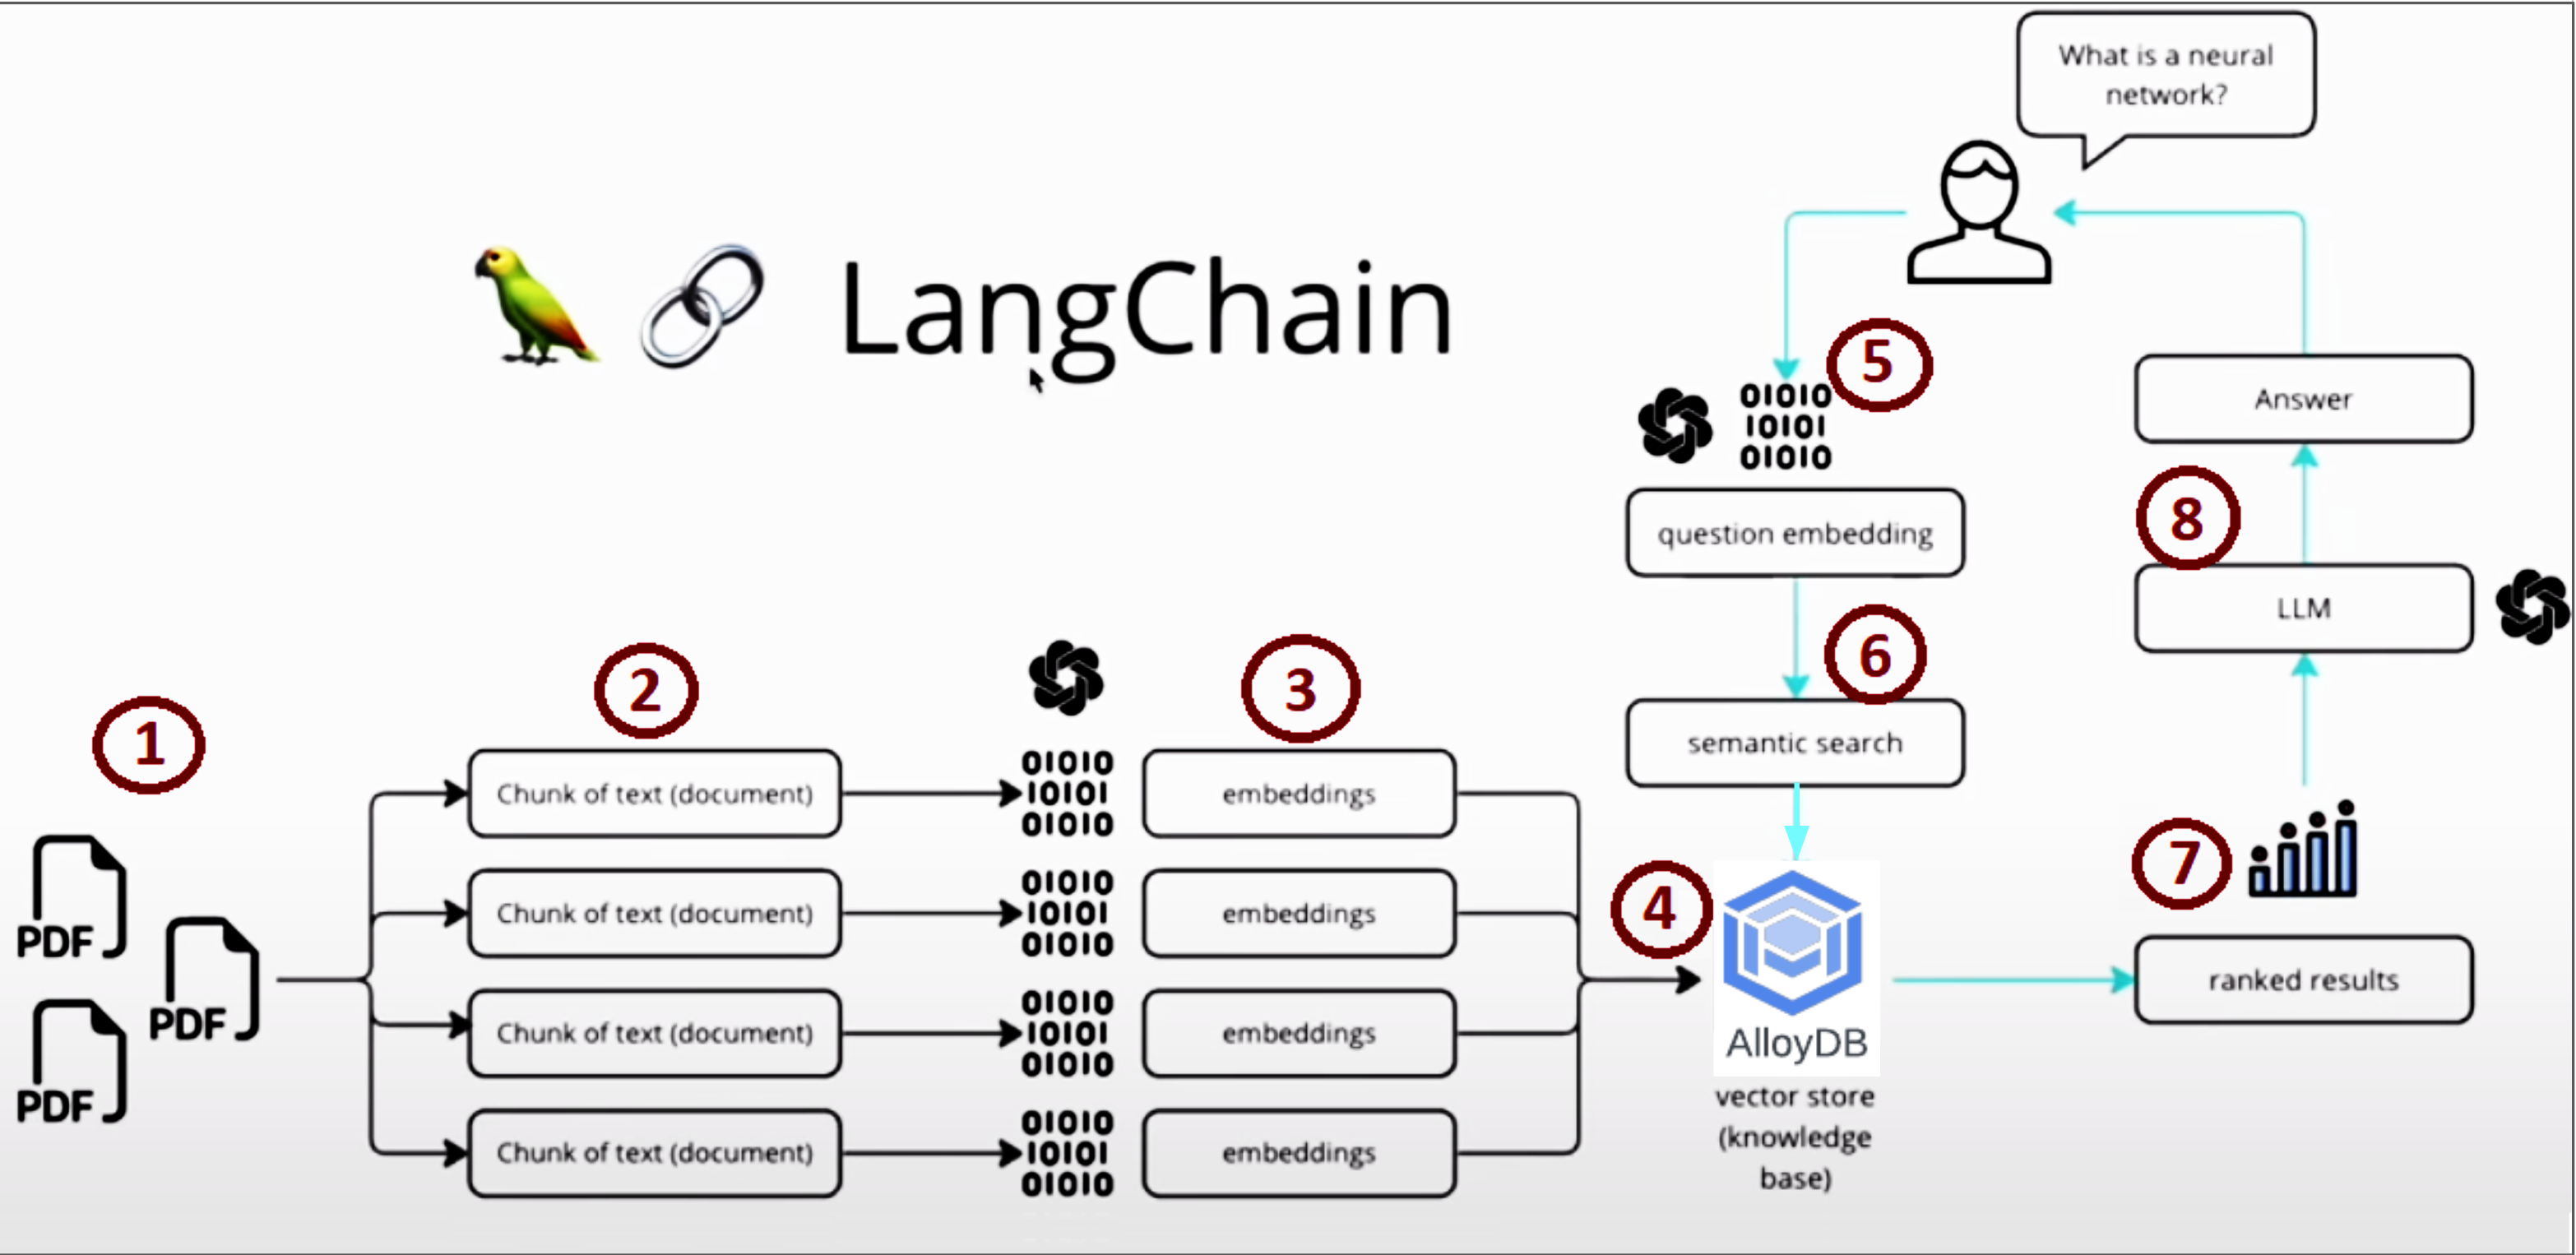 What is a neural
network?
LangChain
5
01010
10101
01010
Answer
question embedding
8
LLM
6
semantic search
1
2
3
PDF
PDF
PDF
Chunk of text (document)
01010
10101
01010
embeddings
Chunk of text (document)
01010
10101
01010
embeddings
Chunk of text (document)
01010
10101
01010
embeddings
Chunk of text (document)
01010
10101
01010
embeddings
4
AlloyDB
vector store
(knowledge
base)
7
ranked results